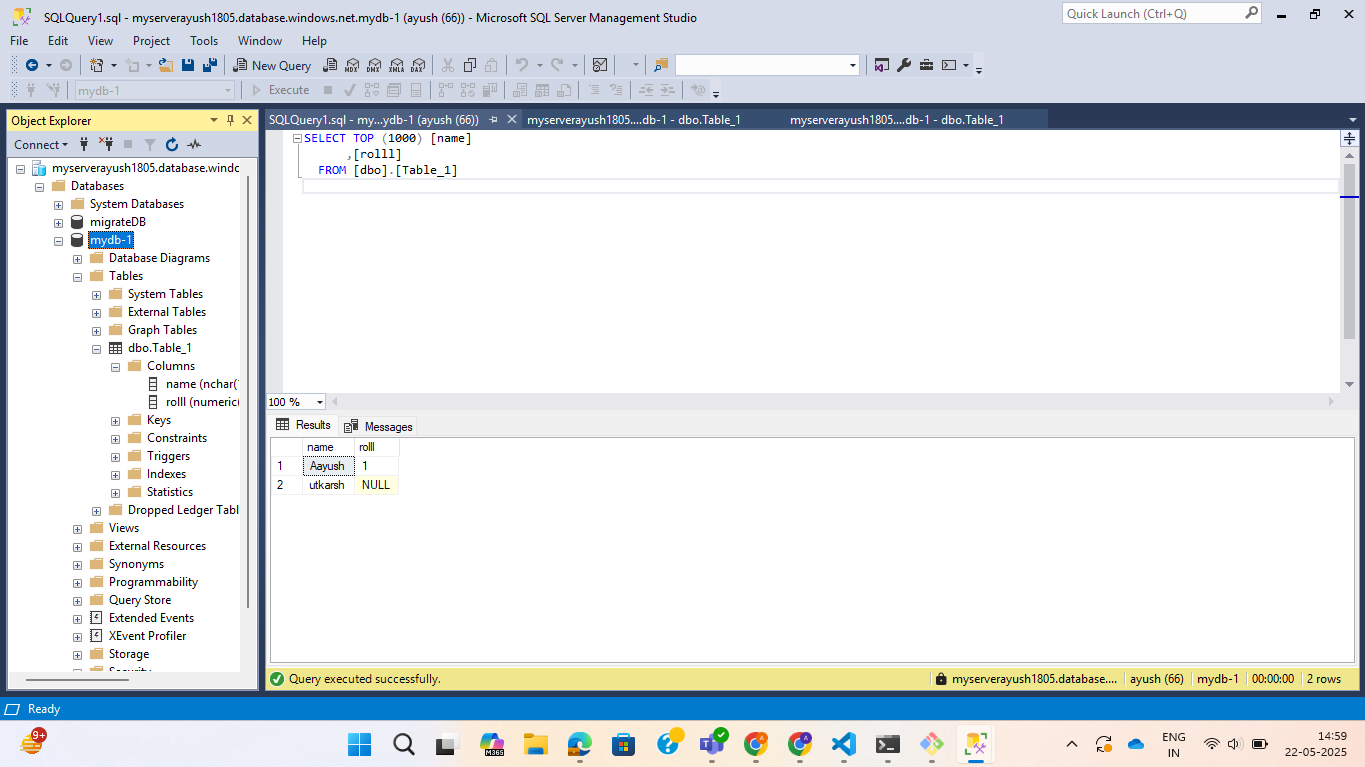 SQLQuery1.sql - myserverayush1805.database.windows.net.mydb-1 (ayush (66)) - Microsoft SQL Server Management Studio
Quick Launch (Ctrl+Q)
File Edit View Project Tools Window Help
New Query MDX DMX XMLA DAX
mydb-1 Execute
Object Explorer
Connect
myserverayush1805.database.windo
Databases
System Databases
migrateDB
mydb-1
Database Diagrams
Tables
System Tables
External Tables
Graph Tables
dbo.Table_1
Columns
name (nchar(
rolll (numeric(
Keys
Constraints
Triggers
Indexes
Statistics
Dropped Ledger Tabl
Views
External Resources
Synonyms
Programmability
Query Store
Extended Events
XEvent Profiler
Storage
Security
SQLQuery1.sql - my...ydb-1 (ayush (66)) myserverayush1805....db-1 - dbo.Table_1 myserverayush1805....db-1 - dbo.Table_1
SELECT TOP (1000) [name]
,[rolll]
FROM [dbo].[Table_1]
100 %
Results Messages
name rolll
1 Aayush 1
2 utkarsh NULL
Query executed successfully. myserverayush1805.database.... ayush (66) mydb-1 00:00:00 2 rows
Ready
9+
M365
ENG
IN
14:59
22-05-2025